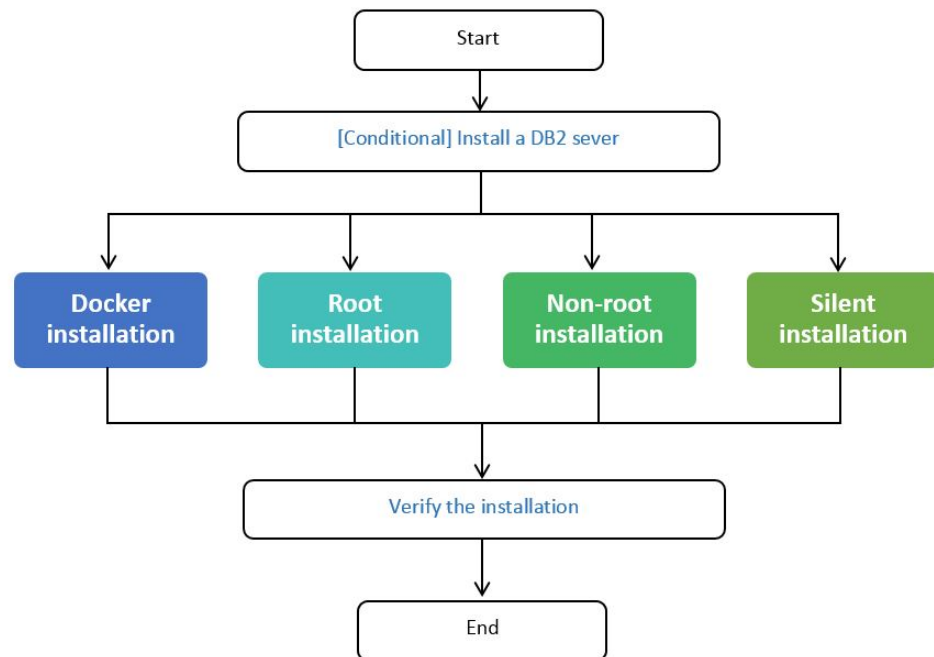 Start
[Conditional] Install a DB2 sever
Docker
installation
Root
installation
Non-root
installation
Silent
installation
Verify the installation
End